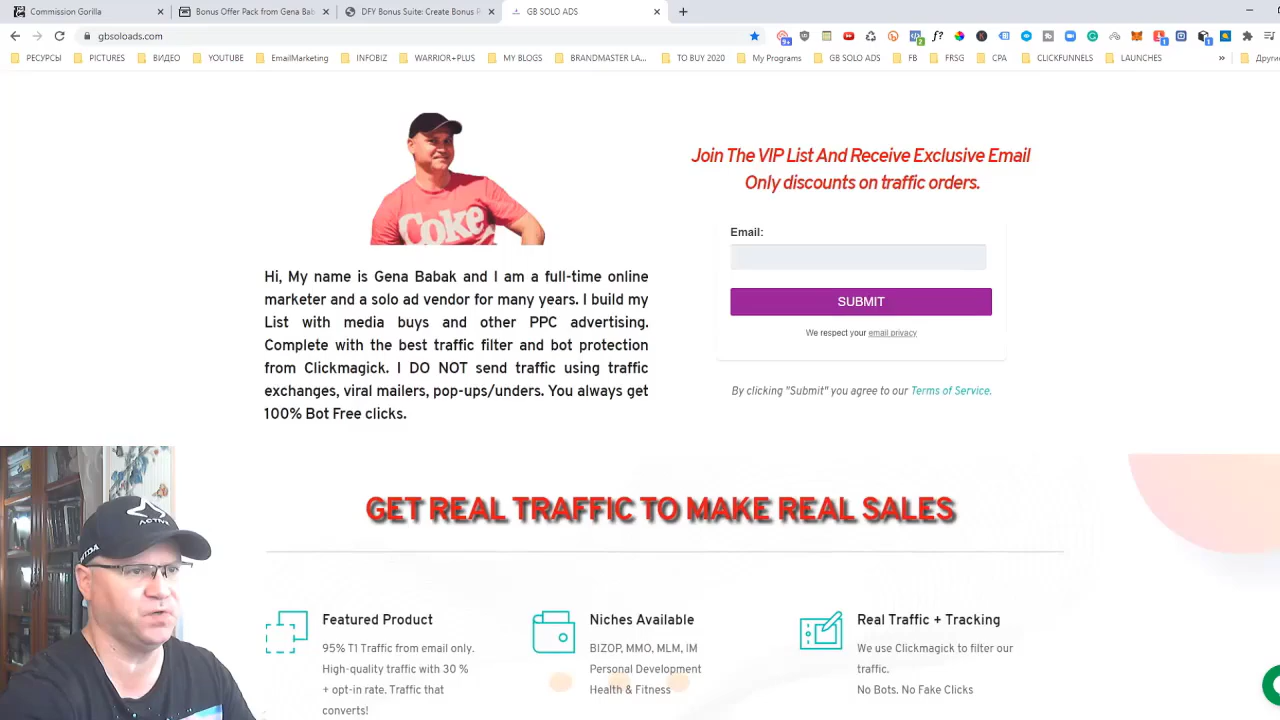 Commission Gorilla
Bonus Offer Pack from Gena Bab
DFY Bonus Suite: Create Bonus P
GB SOLO ADS
gbsoloads.com
РЕСУРСЫ
PICTURES
ВИДЕО
YOUTUBE
EmailMarketing
INFOBIZ
WARRIOR+PLUS
MY BLOGS
BRANDMASTER LA...
TO BUY 2020
My Programs
GB SOLO ADS
FB
FRSG
CPA
CLICKFUNNELS
LAUNCHES
Други
Coke
Hi, My name is Gena Babak and I am a full-time online
marketer and a solo ad vendor for many years. I build my
List with media buys and other PPC advertising.
Complete with the best traffic filter and bot protection
from Clickmagick. I DO NOT send traffic using traffic
exchanges, viral mailers, pop-ups/unders. You always get
100% Bot Free clicks.
Join The VIP List And Receive Exclusive Email
Only discounts on traffic orders.
Email:
SUBMIT
We respect your email privacy
By clicking "Submit" you agree to our Terms of Service.
GET REAL TRAFFIC TO MAKE REAL SALES
Featured Product
95% T1 Traffic from email only.
High-quality traffic with 30 %
+ opt-in rate. Traffic that
converts!
Niches Available
BIZOP, MMO, MLM, IM
Personal Development
Health & Fitness
Real Traffic + Tracking
We use Clickmagick to filter our
traffic.
No Bots. No Fake Clicks
ACTIVE